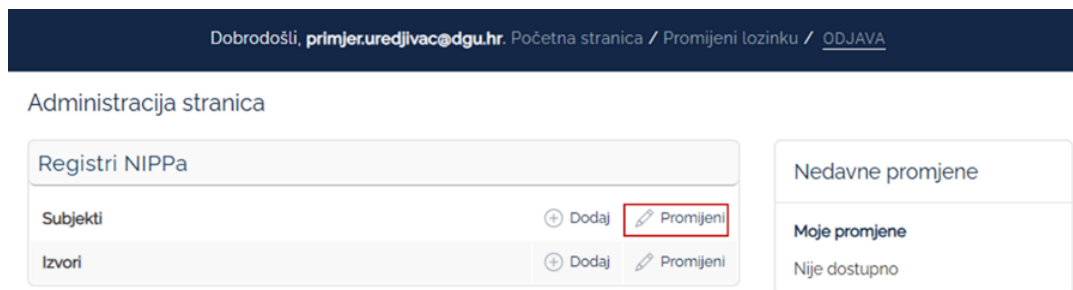 Dobrodošli, primjer.uredjivac@dgu.hr. Početna stranica / Promijeni lozinku / ODJAVA
Administracija stranica
Registri NIPPa
Subjekti
Dodaj
Promijeni
Izvori
Dodaj
Promijeni
Nedavne promjene
Moje promjene
Nije dostupno